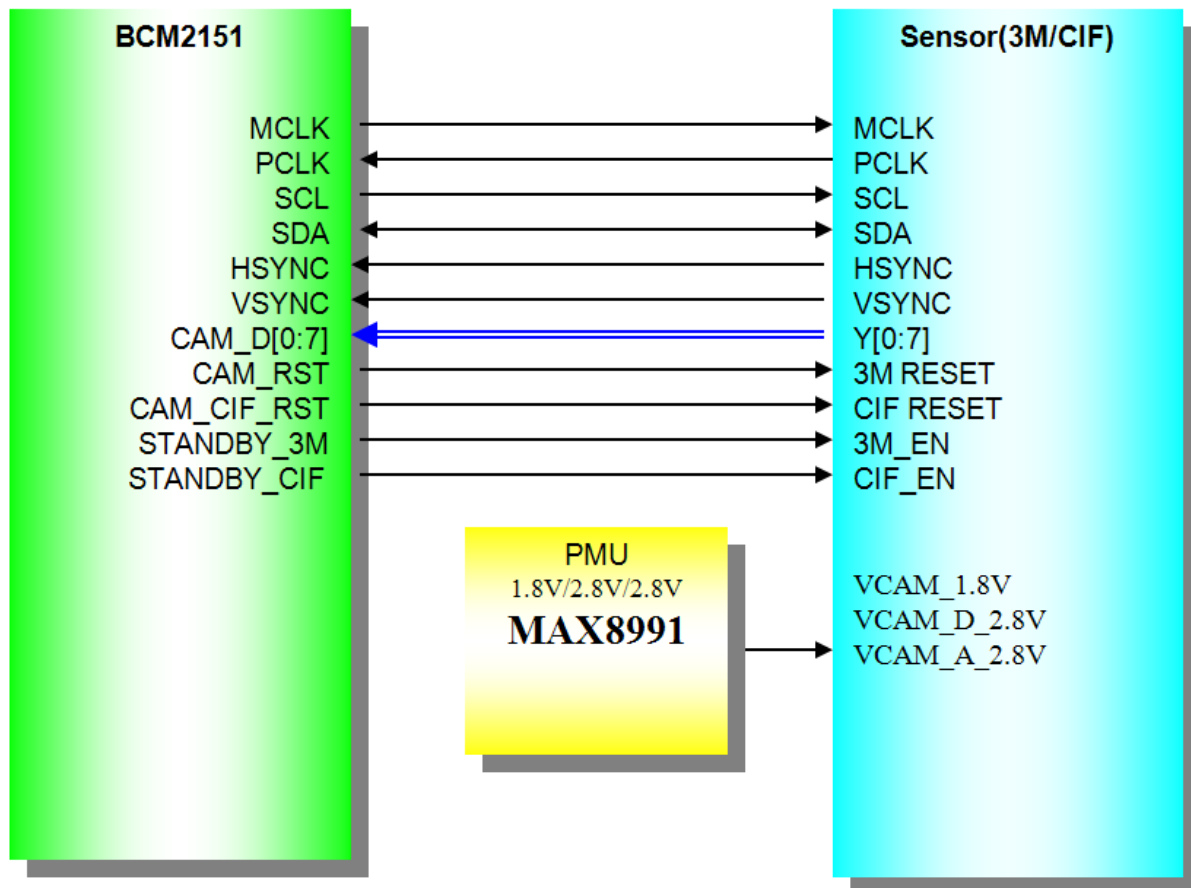 BCM2151
MCLK
PCLK
SCL
SDA
HSYNC
VSYNC
CAM_D[0:7]
CAM_RST
CAM_CIF_RST
STANDBY_3M
STANDBY_CIF
PMU
1.8V/2.8V/2.8V
MAX8991
Sensor(3M/CIF)
MCLK
PCLK
SCL
SDA
HSYNC
VSYNC
Y[0:7]
3M RESET
CIF RESET
3M_EN
CIF_EN
VCAM_1.8V
VCAM_D_2.8V
VCAM_A_2.8V